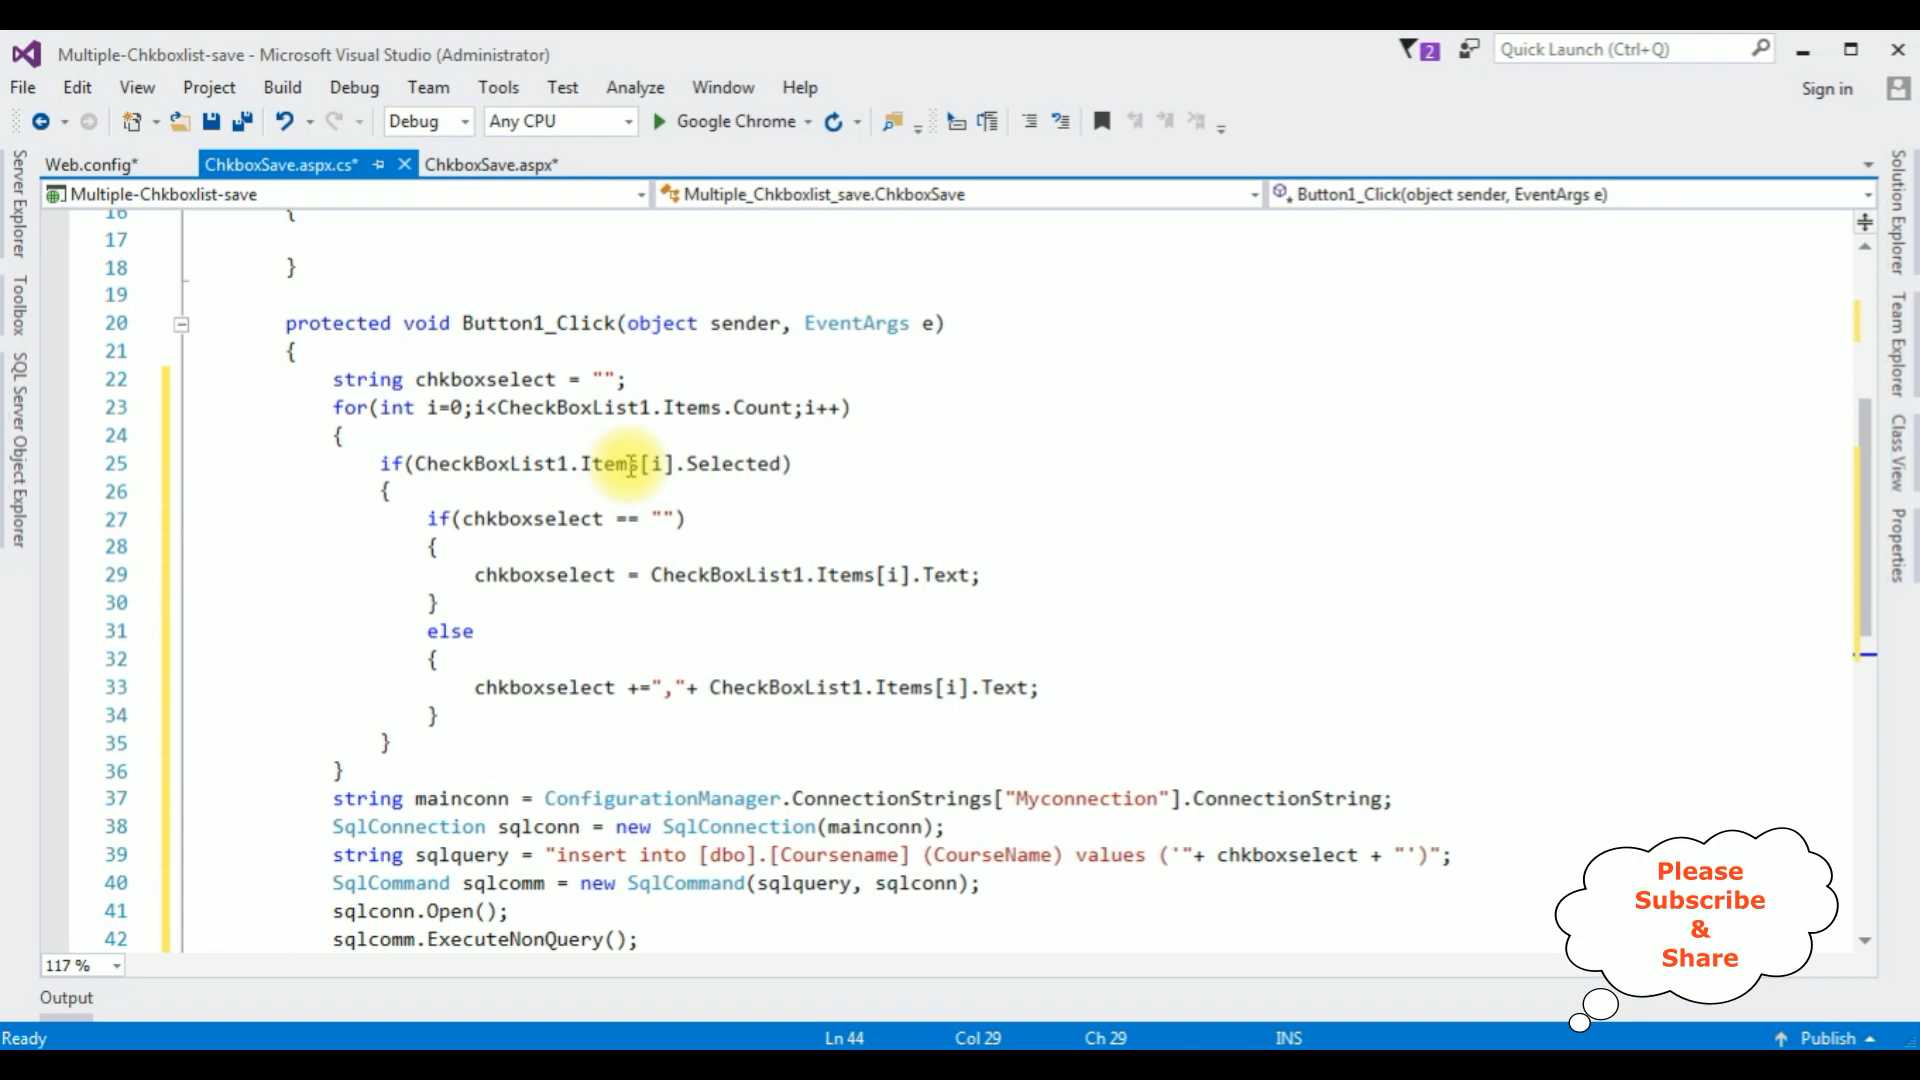 Multiple-Chkboxlist-save - Microsoft Visual Studio (Administrator)
2
Quick Launch (Ctrl+Q)
File Edit View Project Build Debug Team Tools Test Analyze Window Help
Sign in
Debug Any CPU Google Chrome
Web.config* ChkboxSave.aspx.cs* ChkboxSave.aspx*
Multiple-Chkboxlist-save Multiple_Chkboxlist_save.ChkboxSave Button1_Click(object sender, EventArgs e)
Server Explorer
Toolbox
SQL Server Object Explorer
16 {
17
18 }
19
20 protected void Button1_Click(object sender, EventArgs e)
21 {
22 string chkboxselect = "";
23 for(int i=0;i<CheckBoxList1.Items.Count;i++)
24 {
25 if(CheckBoxList1.Items[i].Selected)
26 {
27 if(chkboxselect == "")
28 {
29 chkboxselect = CheckBoxList1.Items[i].Text;
30 }
31 else
32 {
33 chkboxselect +=","+ CheckBoxList1.Items[i].Text;
34 }
35 }
36 }
37 string mainconn = ConfigurationManager.ConnectionStrings["Myconnection"].ConnectionString;
38 SqlConnection sqlconn = new SqlConnection(mainconn);
39 string sqlquery = "insert into [dbo].[Coursename] (CourseName) values ('"+ chkboxselect + "')";
40 SqlCommand sqlcomm = new SqlCommand(sqlquery, sqlconn);
41 sqlconn.Open();
42 sqlcomm.ExecuteNonQuery();
Solution Explorer
Team Explorer
Class View
Properties
Please
Subscribe
&
Share
117 %
Output
Ready Ln 44 Col 29 Ch 29 INS Publish